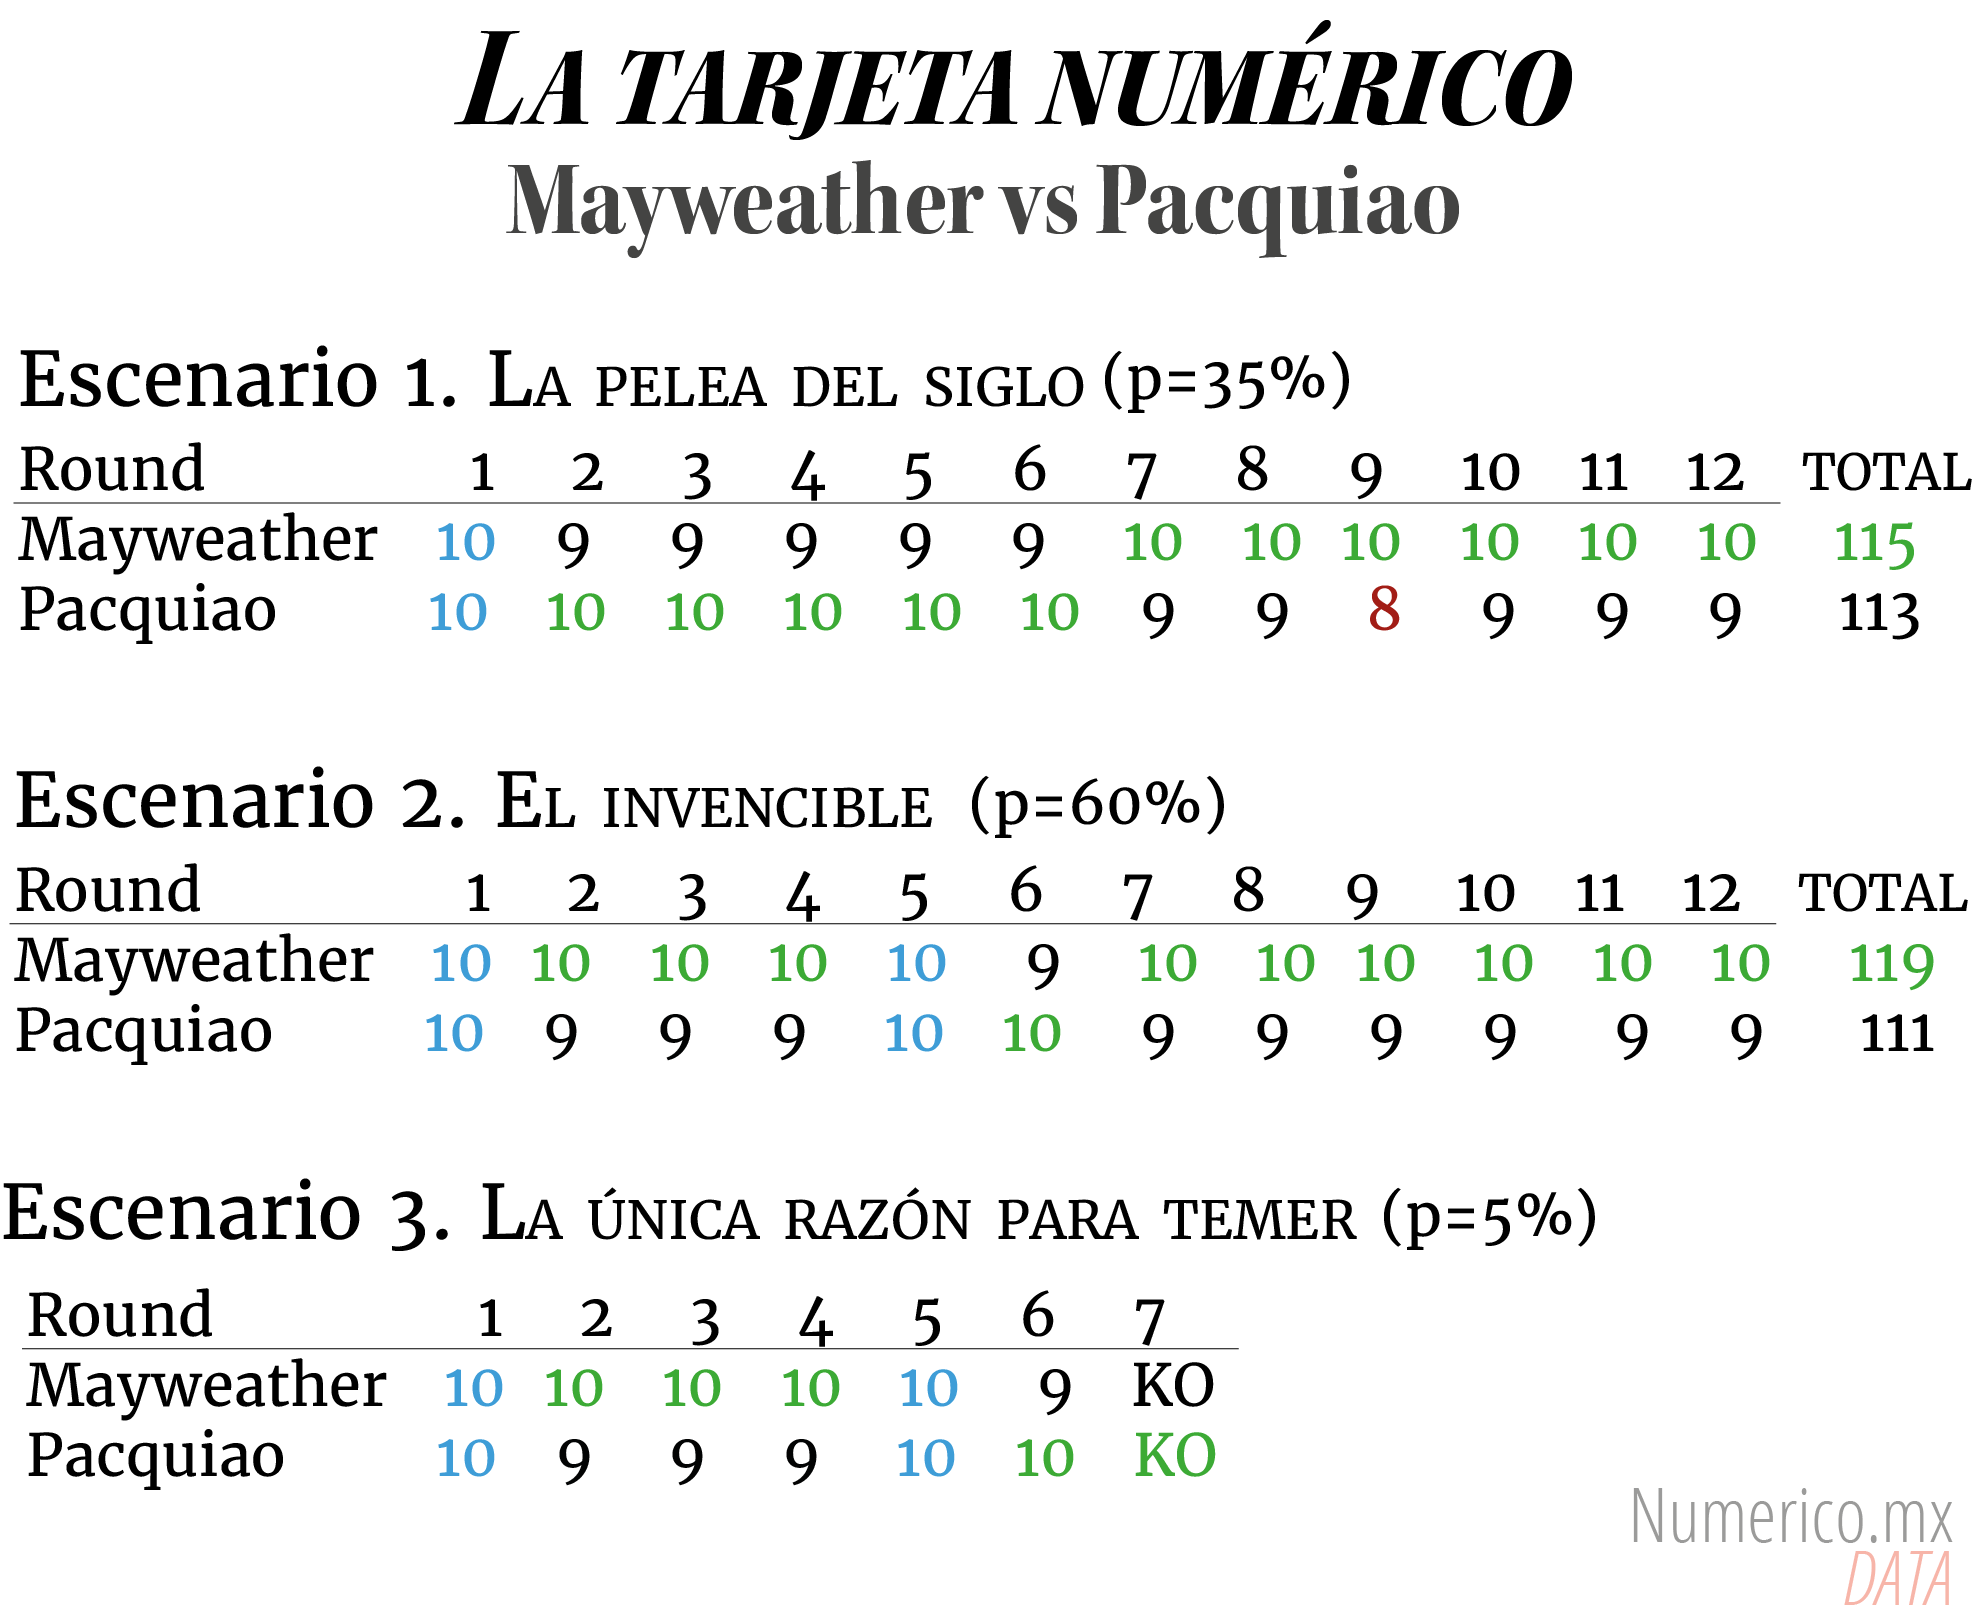 LA TARJETA NUMÉRICO
Mayweather vs Pacquiao
Escenario 1. LA PELEA DEL SIGLO (p=35%)
Round 1 2 3 4 5 6 7 8 9 10 11 12 TOTAL
Mayweather 10 9 9 9 9 9 10 10 10 10 10 10 115
Pacquiao 10 10 10 10 10 10 9 9 8 9 9 9 113
Escenario 2. EL INVENCIBLE (p=60%)
Round 1 2 3 4 5 6 7 8 9 10 11 12 TOTAL
Mayweather 10 10 10 10 10 9 10 10 10 10 10 10 119
Pacquiao 10 9 9 9 10 10 9 9 9 9 9 9 111
Escenario 3. LA ÚNICA RAZÓN PARA TEMER (p=5%)
Round 1 2 3 4 5 6 7
Mayweather 10 10 10 10 10 9 KO
Pacquiao 10 9 9 9 10 10 KO
Numerico.mx
DATA